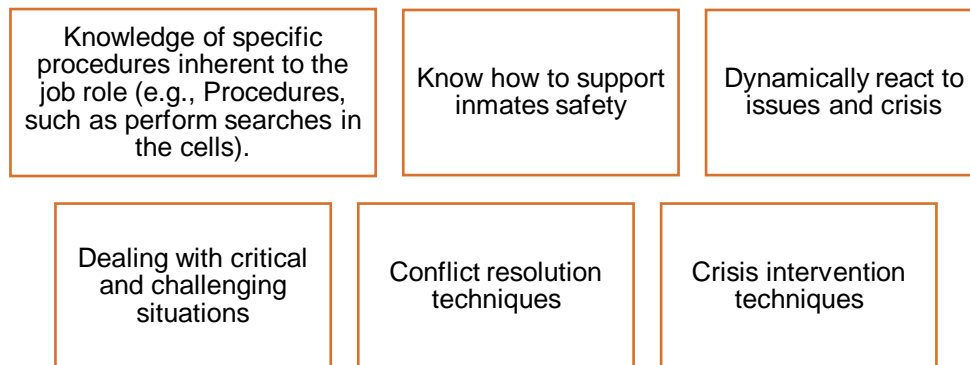 Knowledge of specific
procedures inherent to the
job role (e.g., Procedures,
such as perform searches in
the cells).
Know how to support
inmates safety
Dynamically react to
issues and crisis
Dealing with critical
and challenging
situations
Conflict resolution
techniques
Crisis intervention
techniques